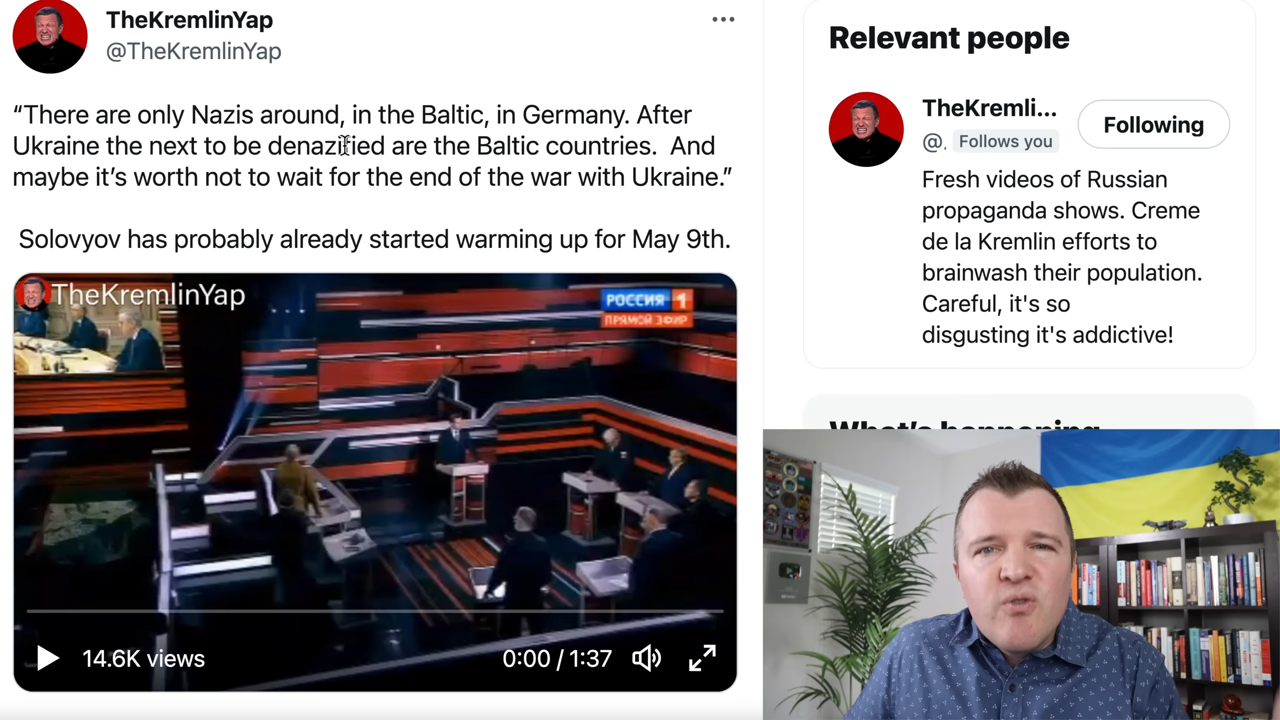 TheKremlinYap
@TheKremlinYap
“There are only Nazis around, in the Baltic, in Germany. After
Ukraine the next to be denazified are the Baltic countries.  And
maybe it’s worth not to wait for the end of the war with Ukraine.”
Solovyov has probably already started warming up for May 9th.
TheKremlinYap
РОССИЯ 1
ПРЯМОЙ ЭФИР
14.6K views
0:00 / 1:37
Relevant people
TheKremli...
@.
Follows you
Following
Fresh videos of Russian
propaganda shows. Creme
de la Kremlin efforts to
brainwash their population.
Careful, it's so
disgusting it's addictive!
What's happening